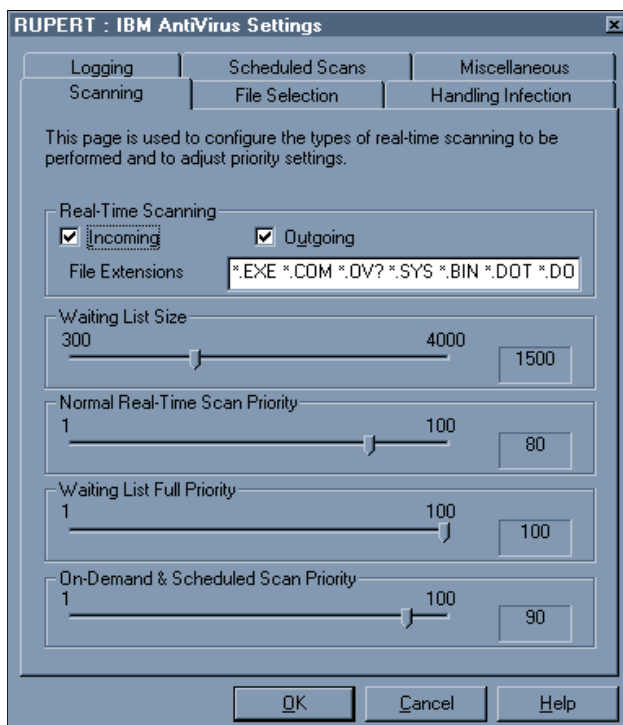 RUPERT : IBM AntiVirus Settings
Logging Scheduled Scans Miscellaneous
Scanning File Selection Handling Infection
This page is used to configure the types of real-time scanning to be
performed and to adjust priority settings.
Real-Time Scanning
Incoming Outgoing
File Extensions *.EXE *.COM *.OV? *.SYS *.BIN *.DOT *.DO
Waiting List Size
300 4000
1500
Normal Real-Time Scan Priority
1 100
80
Waiting List Full Priority
1 100
100
On-Demand & Scheduled Scan Priority
1 100
90
OK Cancel Help